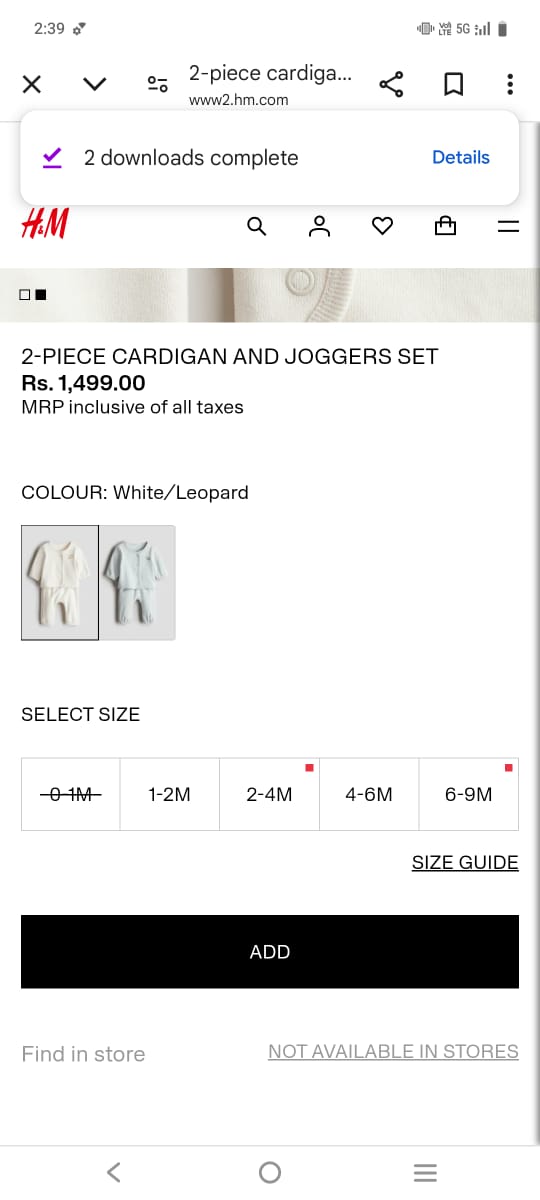 2:39
VoI LTE 5G
2-piece cardiga...
www2.hm.com
2 downloads complete
Details
H&M
2-PIECE CARDIGAN AND JOGGERS SET
Rs. 1,499.00
MRP inclusive of all taxes
COLOUR: White/Leopard
SELECT SIZE
0-1M 1-2M 2-4M 4-6M 6-9M
SIZE GUIDE
ADD
Find in store NOT AVAILABLE IN STORES